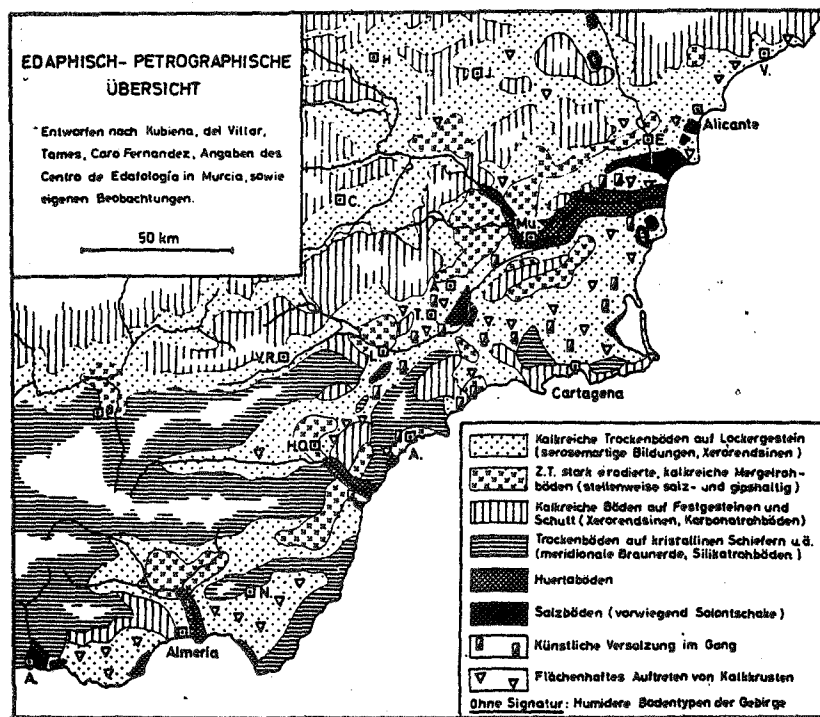 EDAPHISCH-PETROGRAPHISCHE
ÜBERSICHT
Entworfen nach Kubiena, del Villar,
Tames, Caro Fernandez, Angaben des
Centro de Edafología in Murcia, sowie
eigenen Beobachtungen.
50 km
H.
J.
V.
Alicante
E.
C.
Mu.
A.
T.
L.
V.R.
Cartagena
H.O.
A.
N.
Almería
A.
Kalkreiche Trockenböden auf Lockergestein
(serosemartige Bildungen, Xerorendsinen)
Z.T. stark erodierte, kalkreiche Mergelroh-
böden (stellenweise salz- und gipshaltig)
Kalkreiche Böden auf Festgesteinen und
Schutt (Xerorendsinen, Karbonatrohböden)
Trockenböden auf kristallinen Schiefern u.ä.
(meridionale Braunerde, Silikatrohböden)
Huertaböden
Salzböden (vorwiegend Solontschake)
Künstliche Versalzung im Gang
Flächenhaftes Auftreten von Kalkkrusten
Ohne Signatur: Humidere Bodentypen der Gebirge